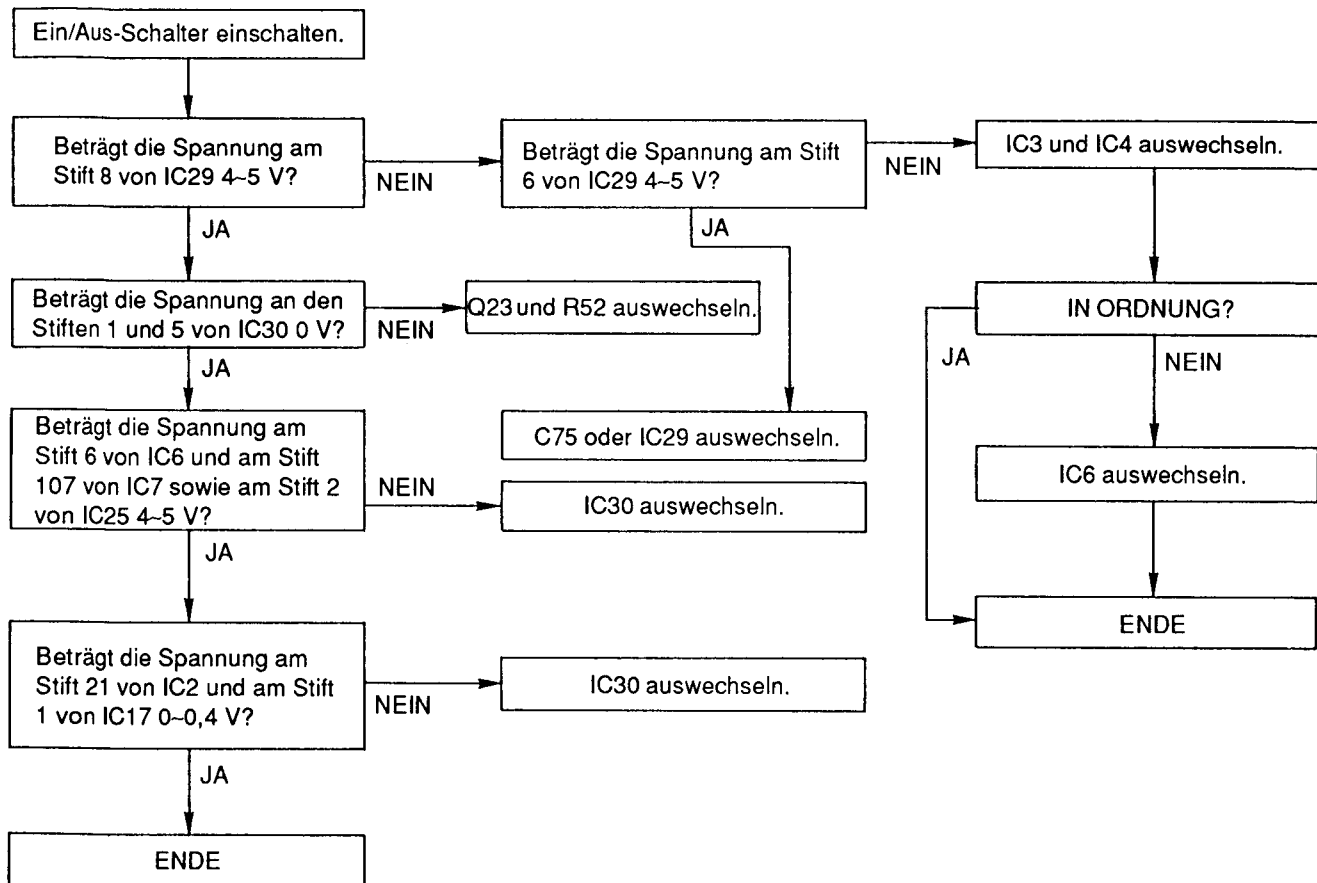 Ein/Aus-Schalter einschalten.
Beträgt die Spannung am
Stift 8 von IC29 4~5 V?
NEIN
JA
Beträgt die Spannung am Stift
6 von IC29 4~5 V?
NEIN
JA
IC3 und IC4 auswechseln.
Beträgt die Spannung an den
Stiften 1 und 5 von IC30 0 V?
NEIN
JA
Q23 und R52 auswechseln.
IN ORDNUNG?
JA
NEIN
Beträgt die Spannung am
Stift 6 von IC6 und am Stift
107 von IC7 sowie am Stift 2
von IC25 4~5 V?
NEIN
JA
C75 oder IC29 auswechseln.
IC30 auswechseln.
IC6 auswechseln.
ENDE
Beträgt die Spannung am
Stift 21 von IC2 und am Stift
1 von IC17 0~0,4 V?
NEIN
JA
IC30 auswechseln.
ENDE